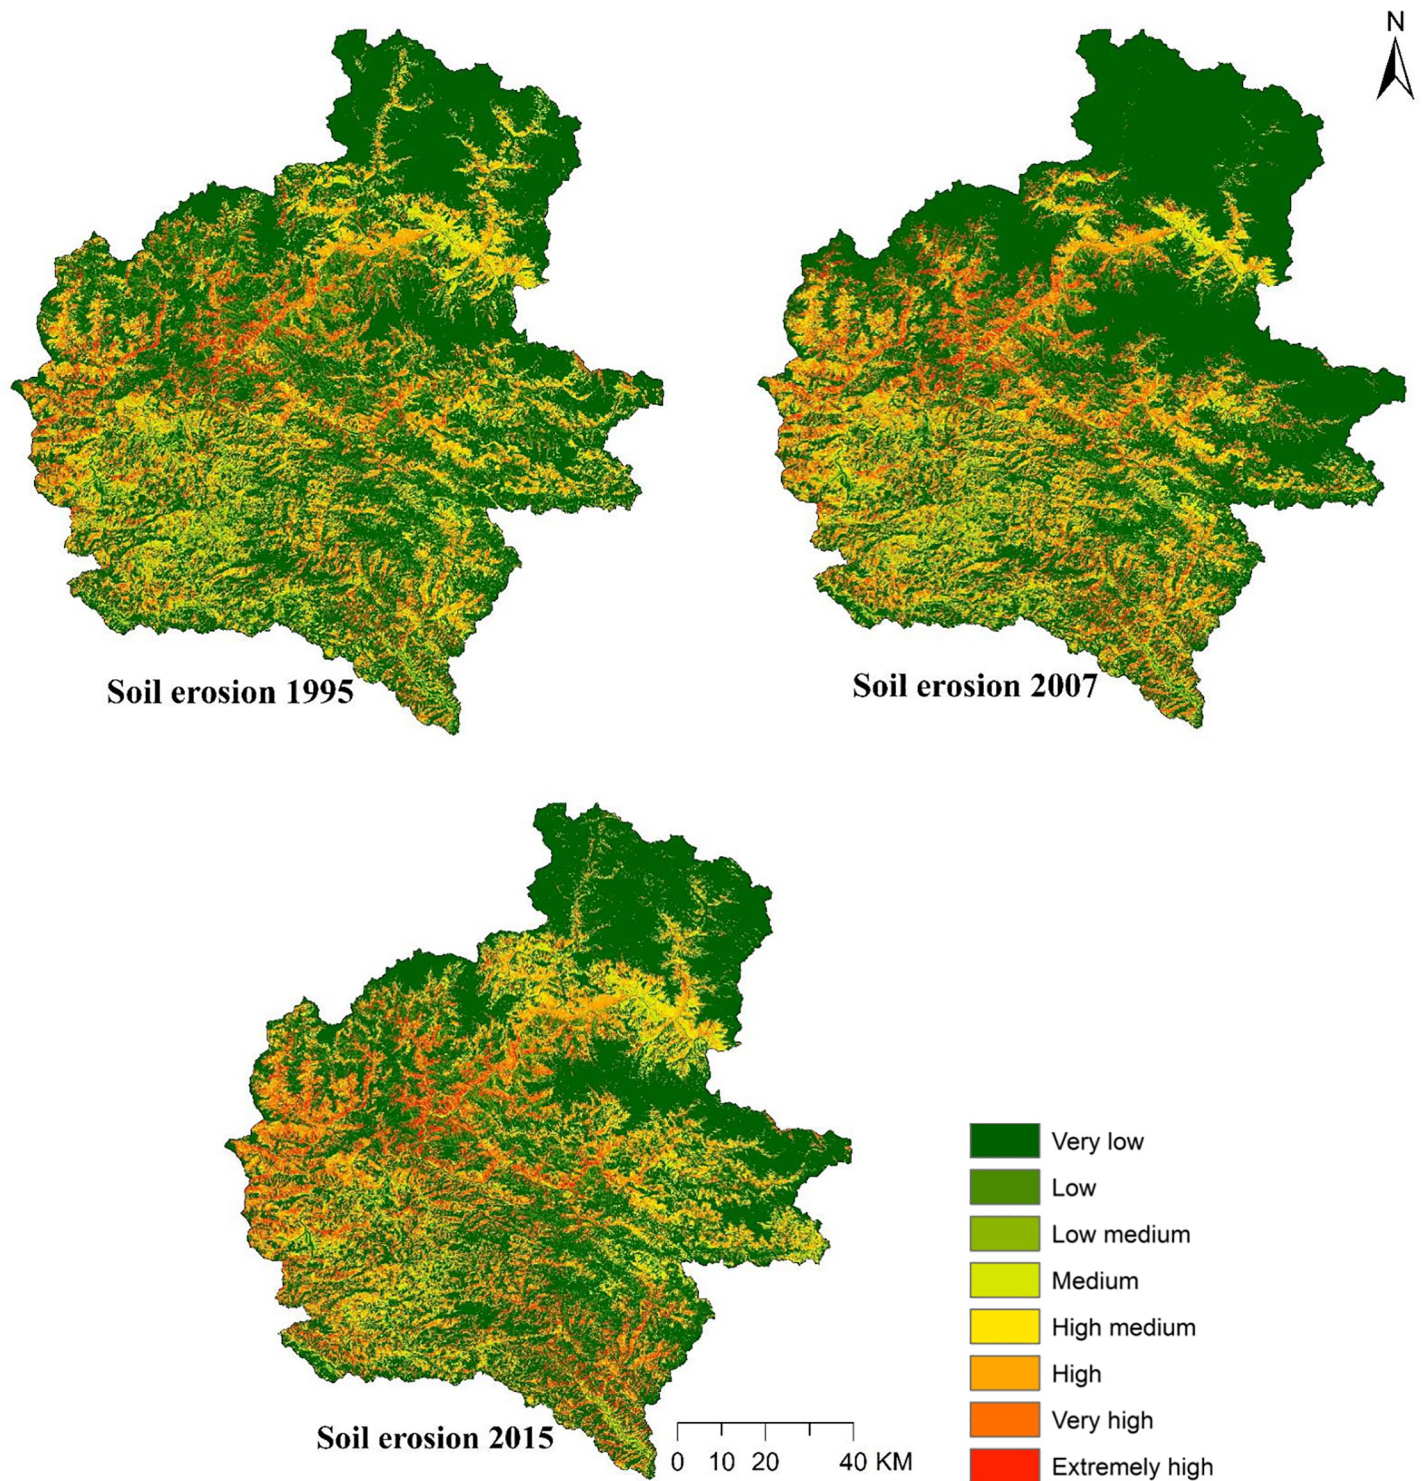 N
Soil erosion 1995
Soil erosion 2007
Soil erosion 2015
0 10 20 40 KM
Very low
Low
Low medium
Medium
High medium
High
Very high
Extremely high